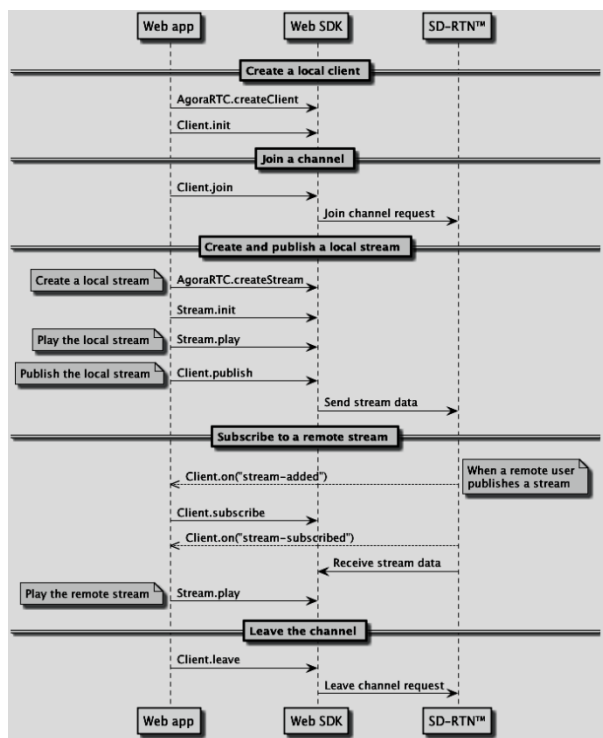 Web app
Web SDK
SD-RTN™
Create a local client
AgoraRTC.createClient
Client.init
Join a channel
Client.join
Join channel request
Create and publish a local stream
Create a local stream
AgoraRTC.createStream
Stream.init
Play the local stream
Stream.play
Publish the local stream
Client.publish
Send stream data
Subscribe to a remote stream
When a remote user
publishes a stream
Client.on("stream-added")
Client.subscribe
Client.on("stream-subscribed")
Receive stream data
Play the remote stream
Stream.play
Leave the channel
Client.leave
Leave channel request
Web app
Web SDK
SD-RTN™